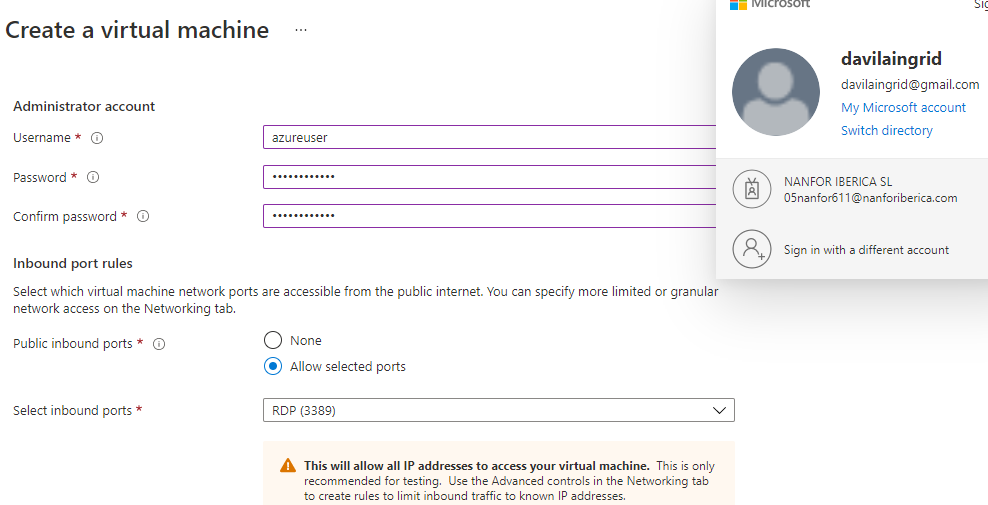 Create a virtual machine ...
Administrator account
Username *
azureuser
Password *
••••••••••••
Confirm password *
••••••••••••
Inbound port rules
Select which virtual machine network ports are accessible from the public internet. You can specify more limited or granular
network access on the Networking tab.
Public inbound ports *
None
Allow selected ports
Select inbound ports *
RDP (3389)
This will allow all IP addresses to access your virtual machine. This is only
recommended for testing. Use the Advanced controls in the Networking tab
to create rules to limit inbound traffic to known IP addresses.
Microsoft
davilaingrid
davilaingrid@gmail.com
My Microsoft account
Switch directory
NANFOR IBERICA SL
05nanfor611@nanforiberica.com
Sign in with a different account